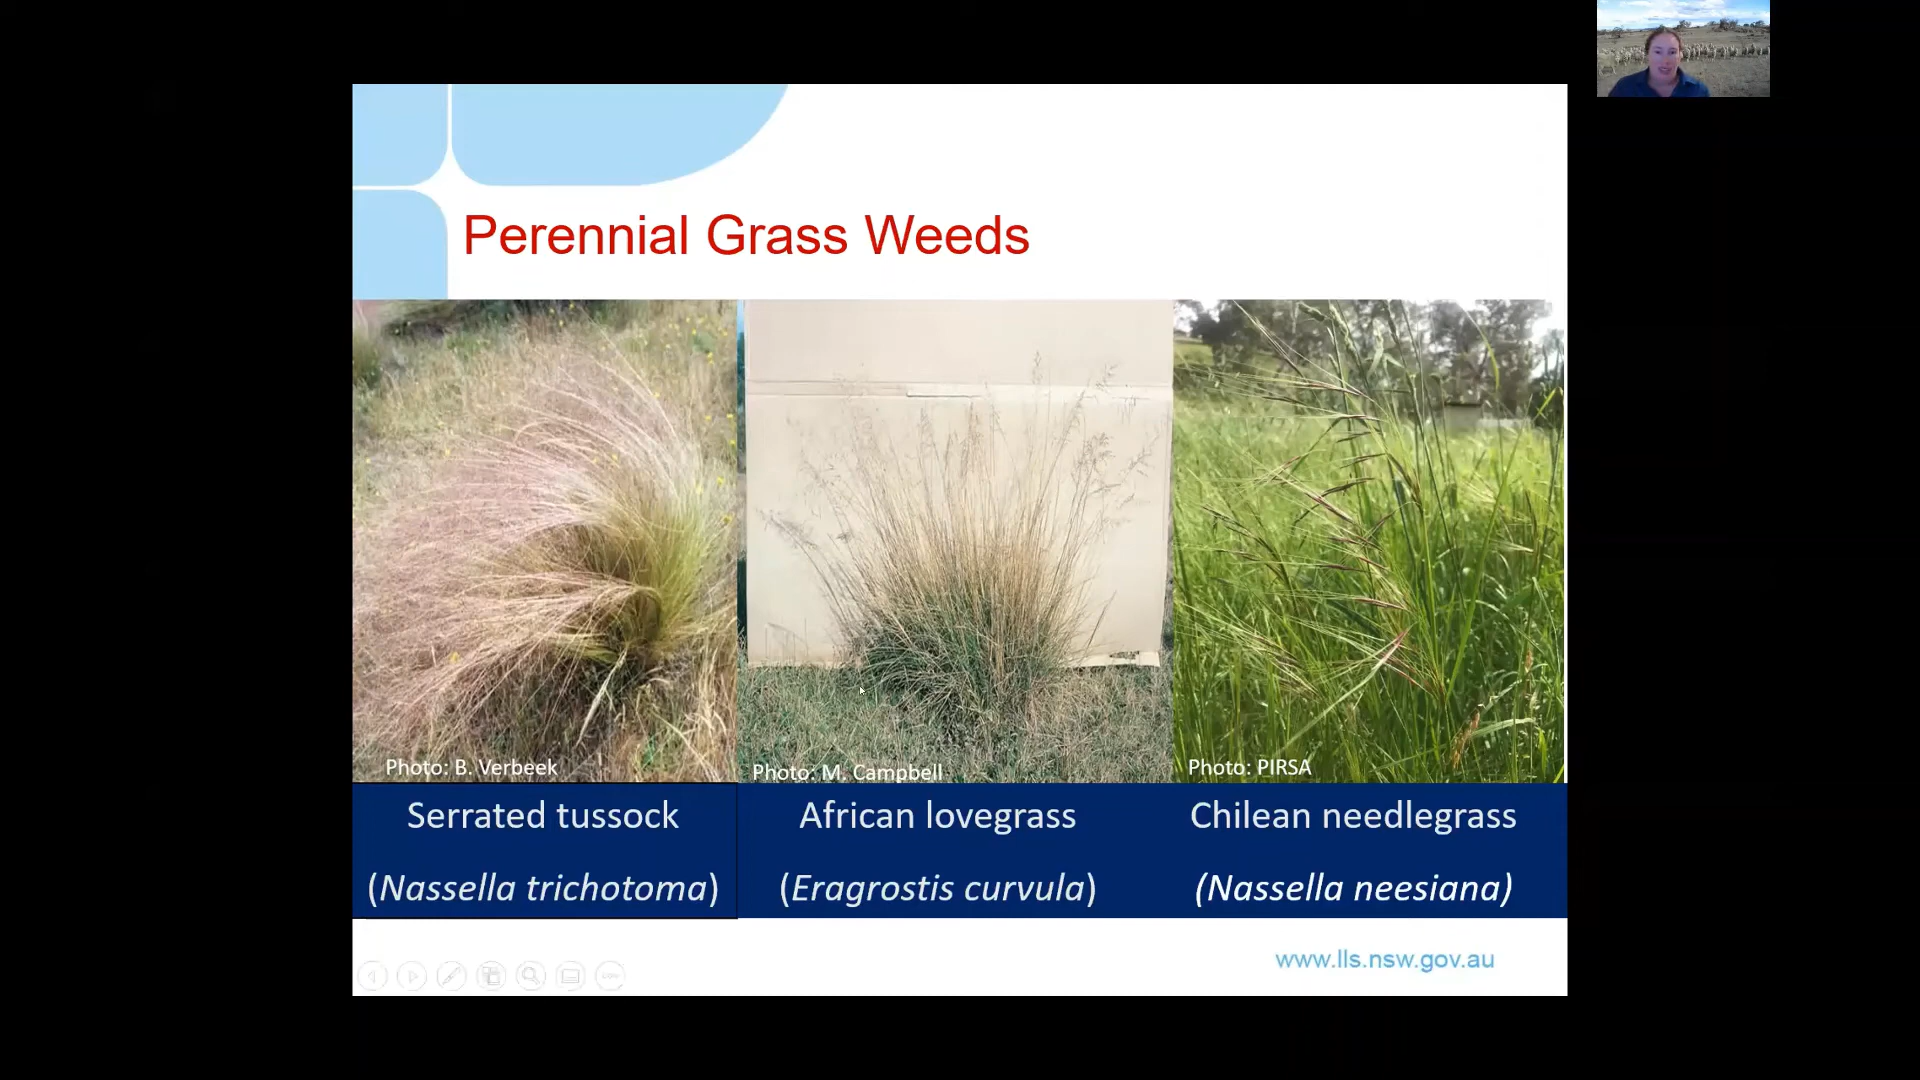 Perennial Grass Weeds
Photo: B. Verbeek
Photo: M. Campbell
Photo: PIRSA
Serrated tussock
(Nassella trichotoma)
African lovegrass
(Eragrostis curvula)
Chilean needlegrass
(Nassella neesiana)
www.lls.nsw.gov.au